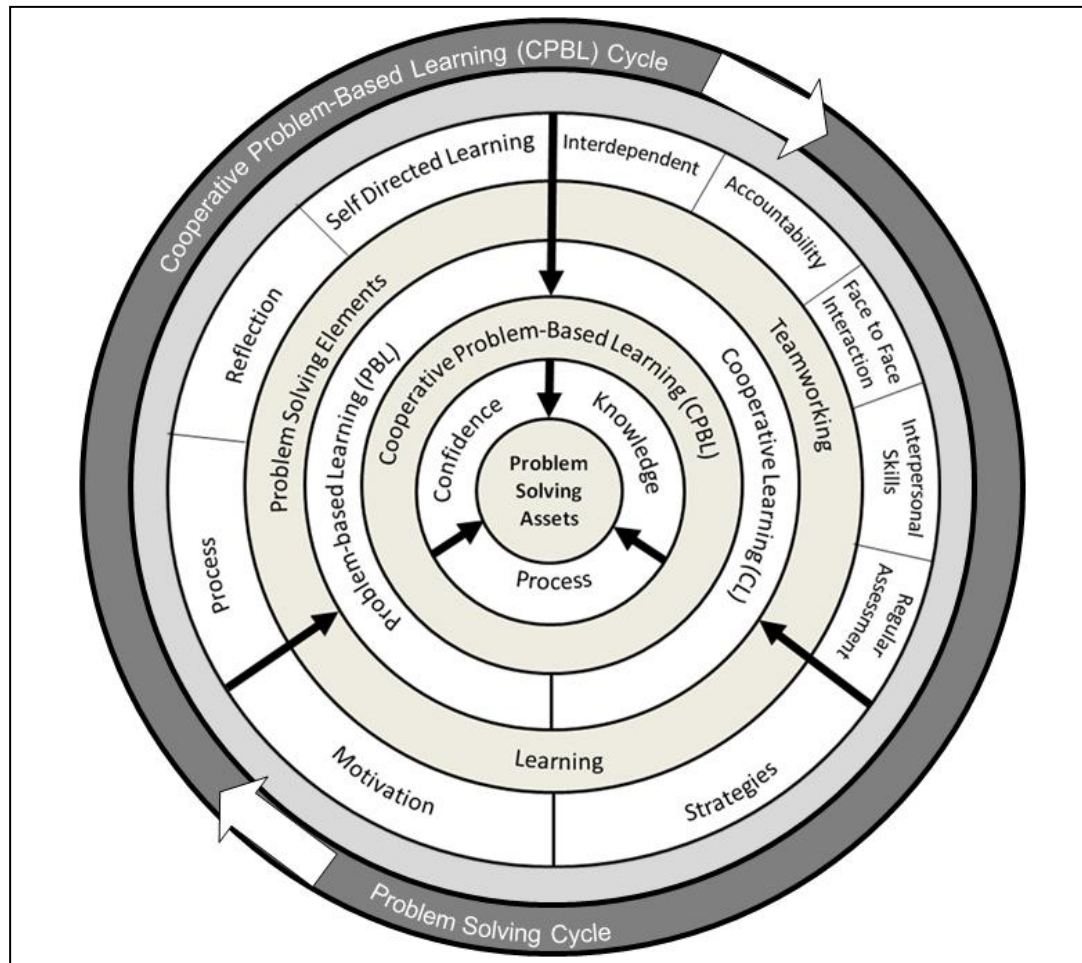 Cooperative Problem-Based Learning (CPBL) Cycle
Self Directed Learning
Interdependent
Accountability
Face to Face
Interaction
Interpersonal
Skills
Regular
Assessment
Strategies
Motivation
Process
Reflection
Problem Solving Elements
Teamworking
Learning
Problem-based Learning (PBL)
Cooperative Learning (CL)
Cooperative Problem-Based Learning (CPBL)
Confidence
Knowledge
Process
Problem
Solving
Assets
Problem Solving Cycle